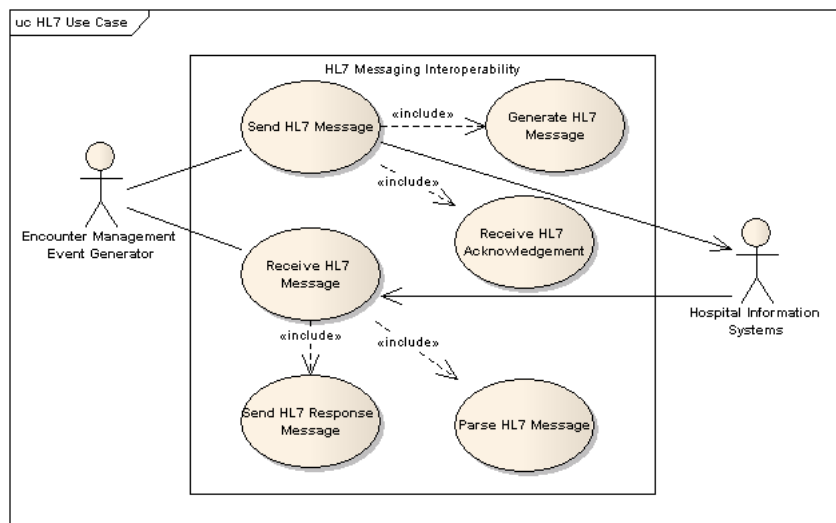 uc HL7 Use Case
HL7 Messaging Interoperability
Send HL7 Message
«include»
Generate HL7
Message
«include»
Encounter Management
Event Generator
Receive HL7
Acknowledgement
Receive HL7
Message
Hospital Information
Systems
«include»
«include»
Send HL7 Response
Message
Parse HL7 Message